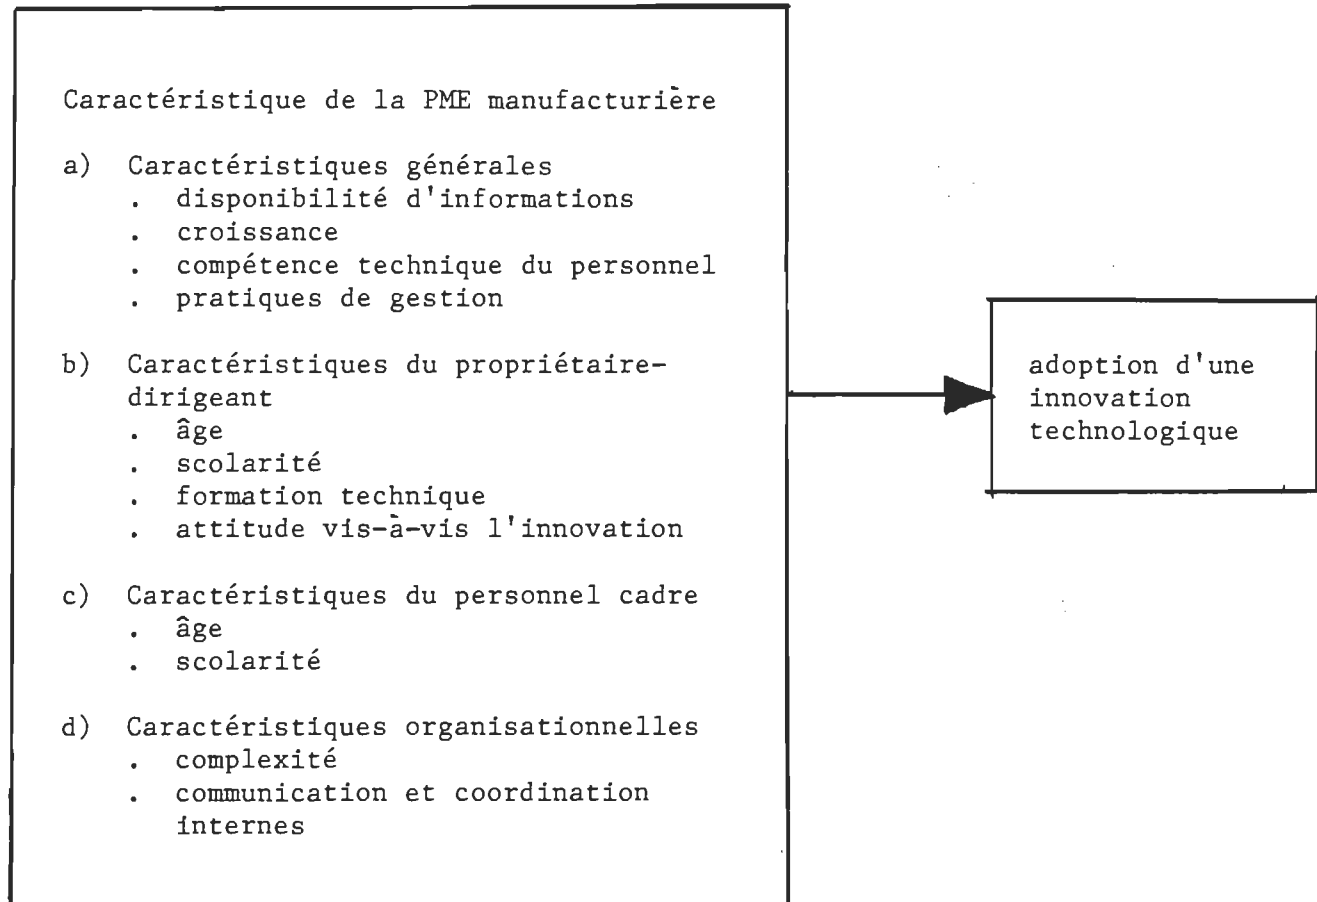 Caractéristique de la PME manufacturière
a) Caractéristiques générales
. disponibilité d'informations
. croissance
. compétence technique du personnel
. pratiques de gestion
b) Caractéristiques du propriétaire-
dirigeant
. âge
. scolarité
. formation technique
. attitude vis-à-vis l'innovation
c) Caractéristiques du personnel cadre
. âge
. scolarité
d) Caractéristiques organisationnelles
. complexité
. communication et coordination
internes
adoption d'une
innovation
technologique